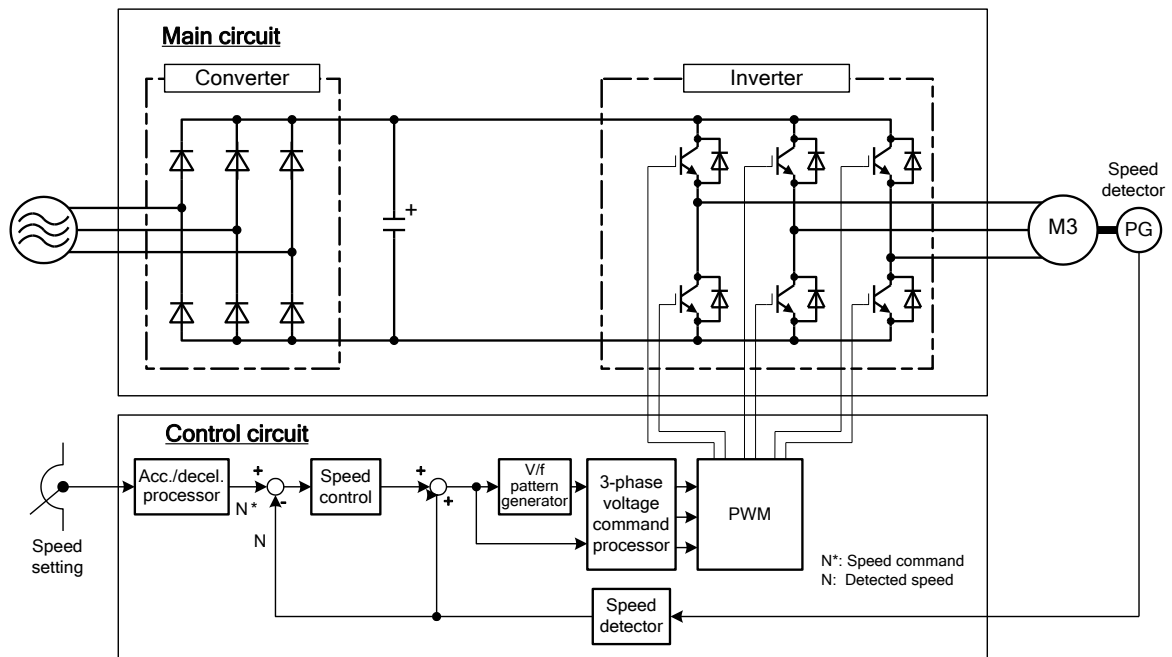 Main circuit
Converter
Inverter
+
Speed
detector
M3
PG
Control circuit
Acc./decel.
processor
+
-
N*
N
Speed
control
+
+
V/f
pattern
generator
3-phase
voltage
command
processor
PWM
Speed
setting
N*: Speed command
N: Detected speed
Speed
detector